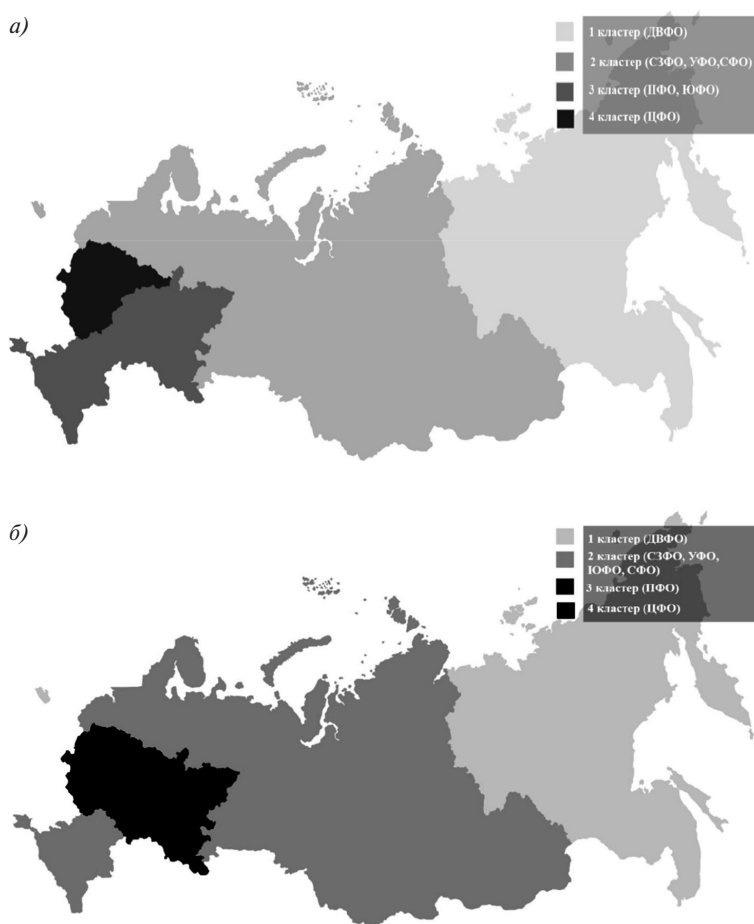 а)
1 кластер (ДВФО)
2 кластер (СЗФО, УФО,СФО)
3 кластер (ПФО, ЮФО)
4 кластер (ЦФО)
б)
1 кластер (ДВФО)
2 кластер (СЗФО, УФО,
ЮФО, СФО)
3 кластер (ПФО)
4 кластер (ЦФО)